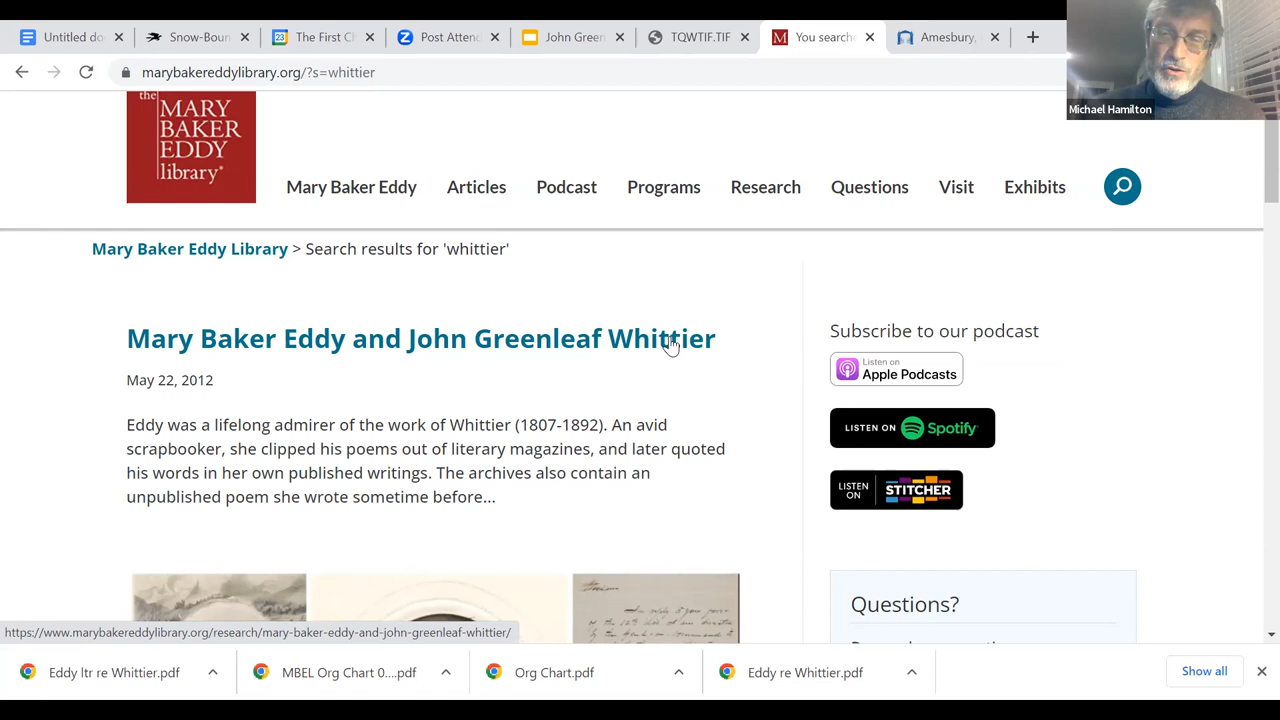 Untitled do
Snow-Boun
23
The First Ch
Post Attend
John Green
TQWTIF.TIF
You searche
Amesbury,
marybakereddylibrary.org/?s=whittier
Michael Hamilton
the
MARY
BAKER
EDDY
library
Mary Baker Eddy
Articles
Podcast
Programs
Research
Questions
Visit
Exhibits
Mary Baker Eddy Library > Search results for 'whittier'
Mary Baker Eddy and John Greenleaf Whittier
May 22, 2012
Eddy was a lifelong admirer of the work of Whittier (1807-1892). An avid
scrapbooker, she clipped his poems out of literary magazines, and later quoted
his words in her own published writings. The archives also contain an
unpublished poem she wrote sometime before...
Subscribe to our podcast
Listen on
Apple Podcasts
LISTEN ON Spotify
LISTEN
ON
STITCHER
Questions?
https://www.marybakereddylibrary.org/research/mary-baker-eddy-and-john-greenleaf-whittier/
Eddy ltr re Whittier.pdf
MBEL Org Chart 0....pdf
Org Chart.pdf
Eddy re Whittier.pdf
Show all